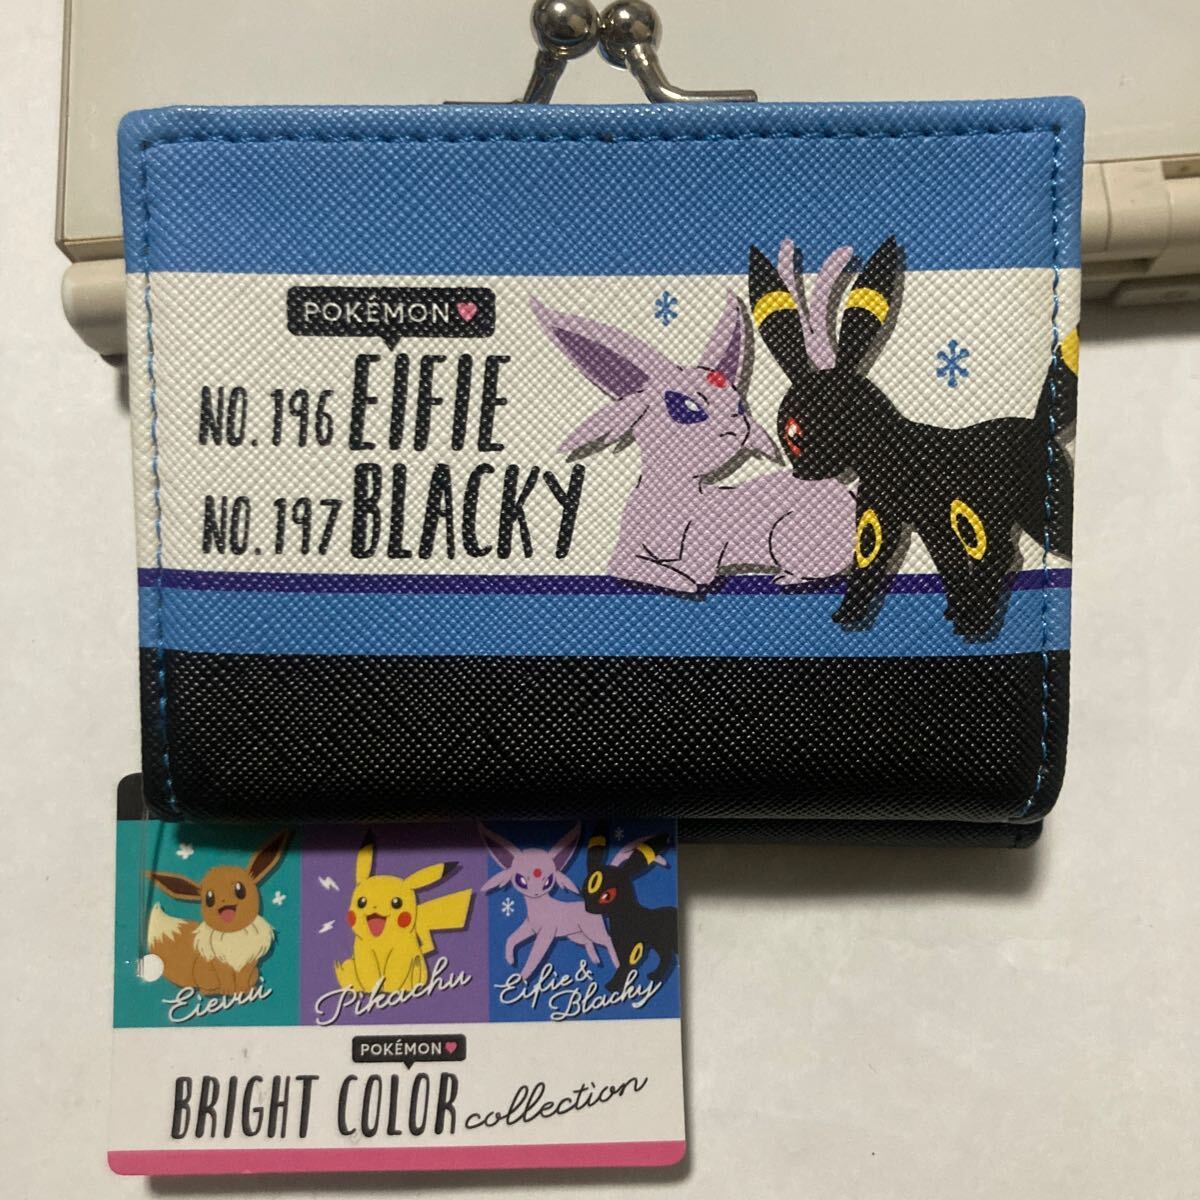 POKÉMON
NO.196 EIFIE
NO.197 BLACKY
Eievui
Pikachu
Eifie&
Blacky
POKÉMON
BRIGHT COLOR collection